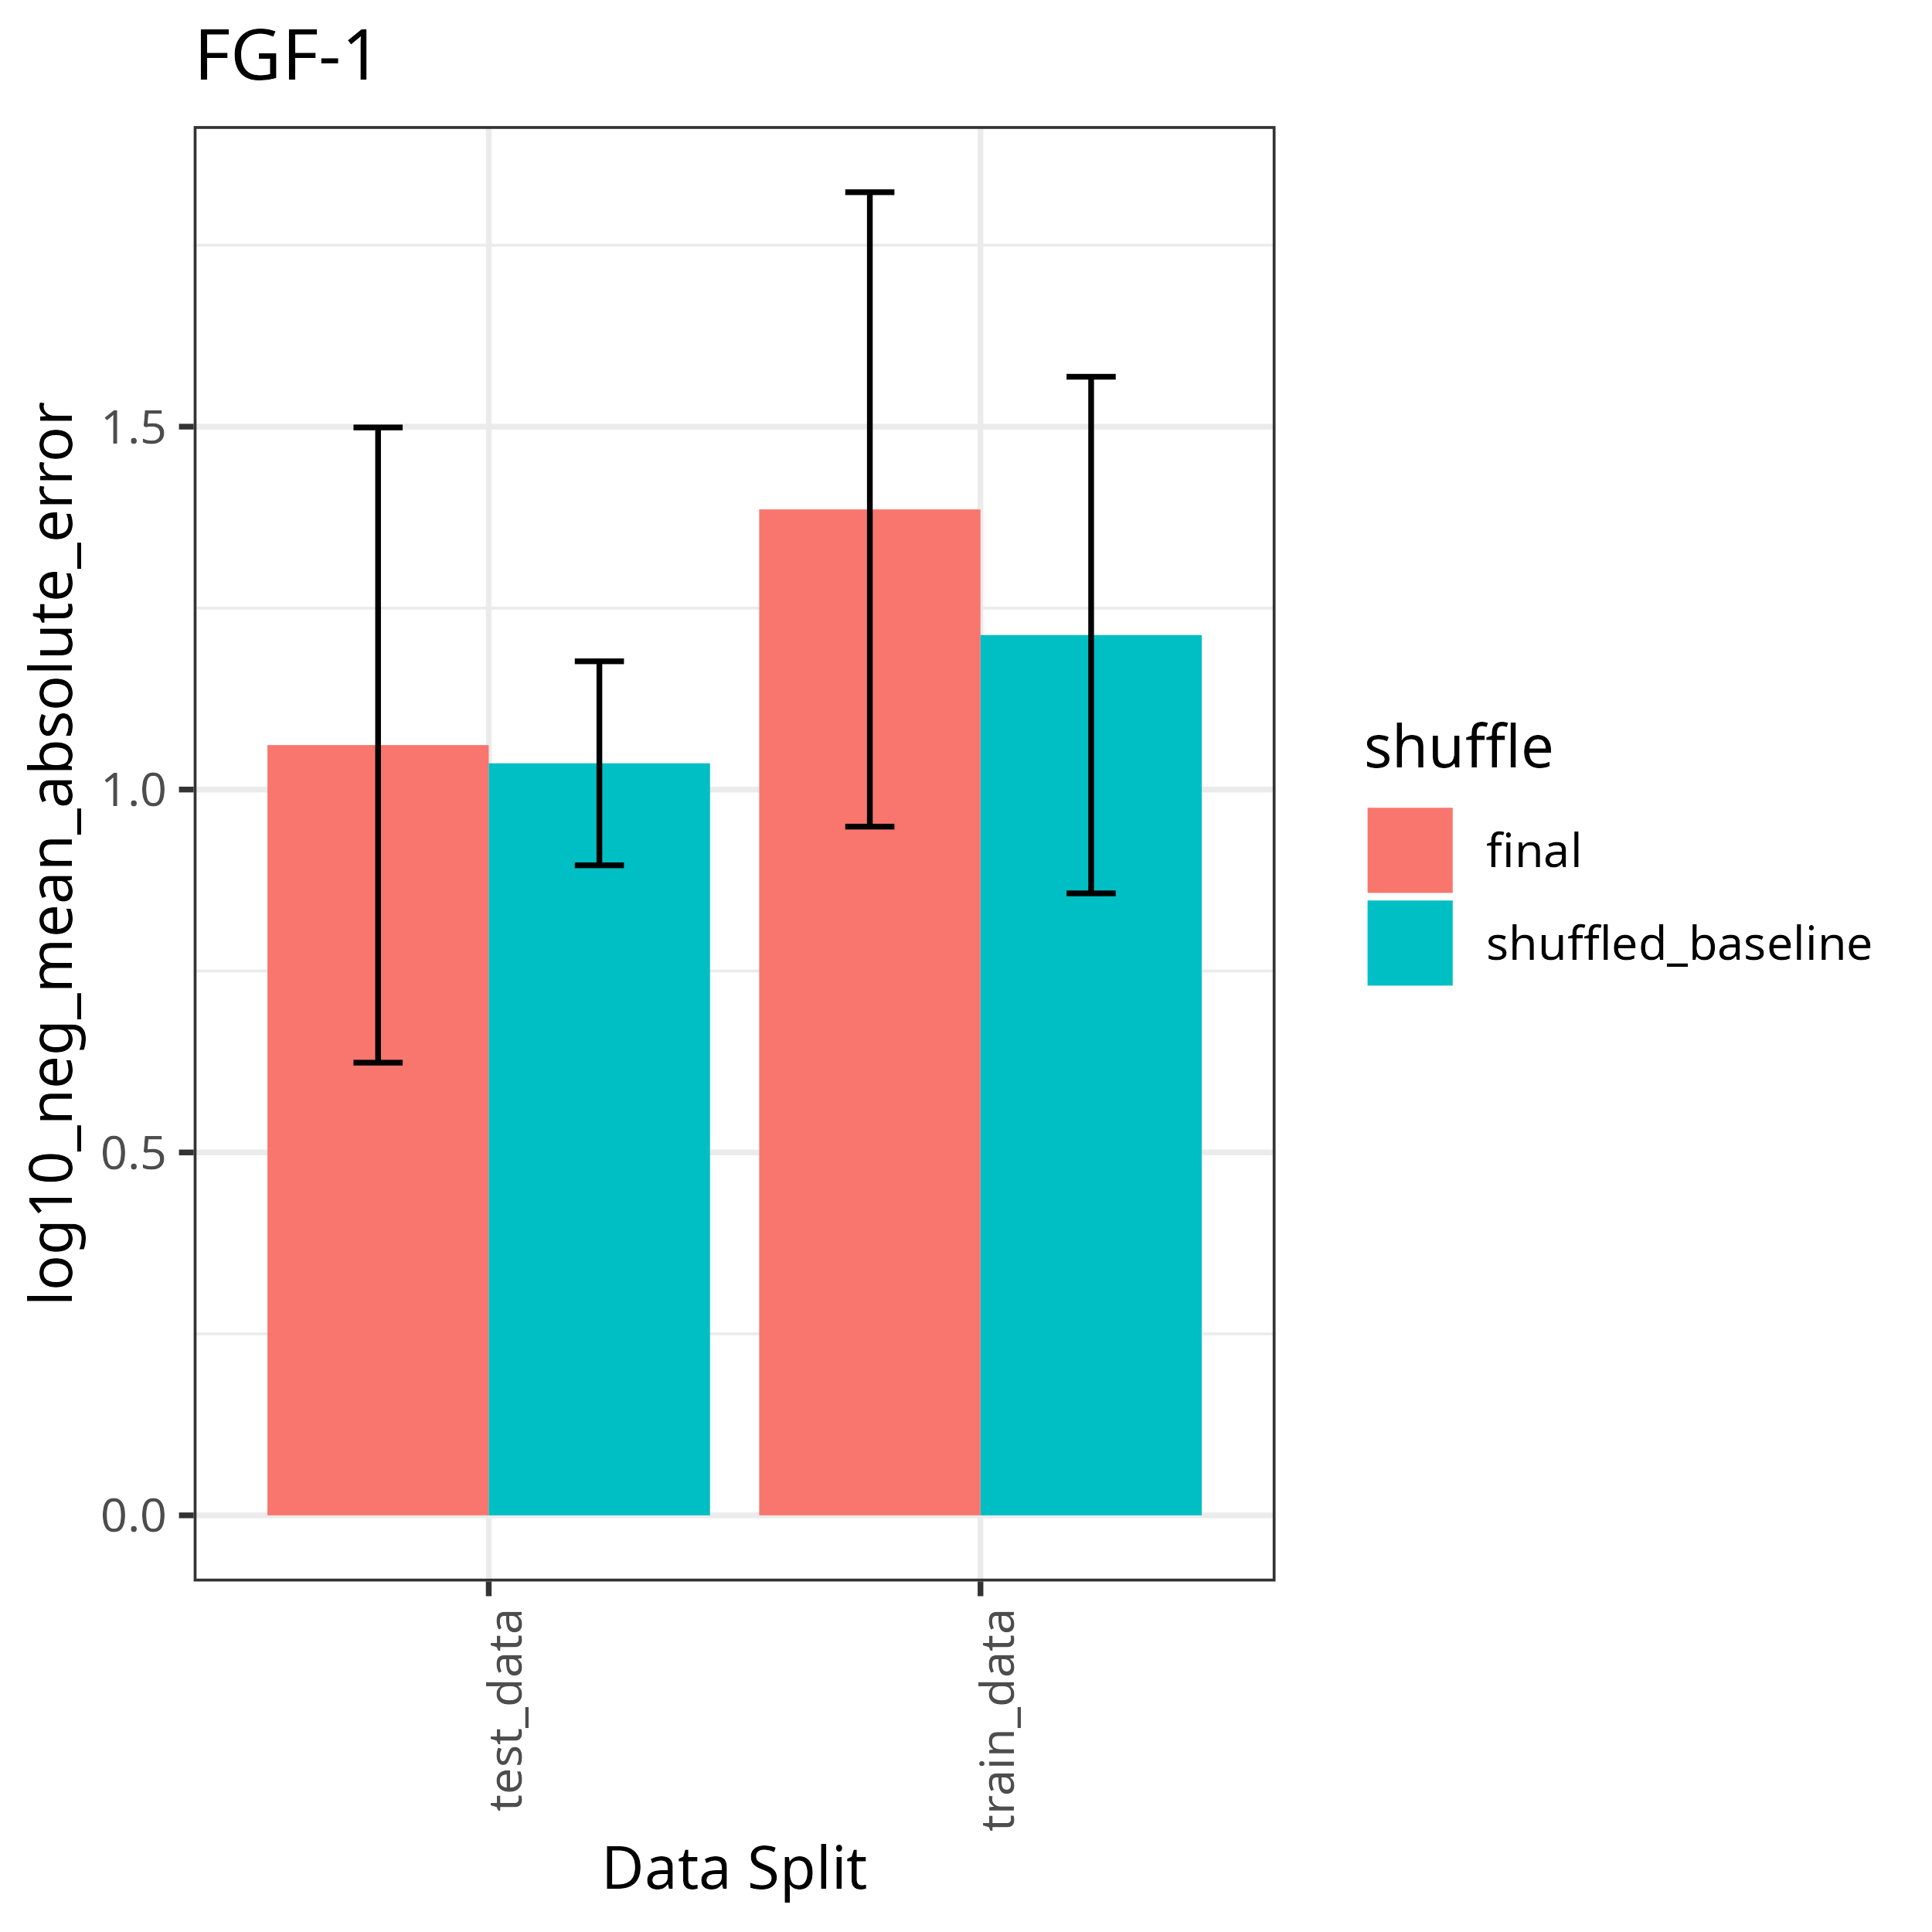 FGF-1
log10_neg_mean_absolute_error
1.5
1.0
0.5
0.0
test_data
train_data
Data Split
shuffle
final
shuffled_baseline